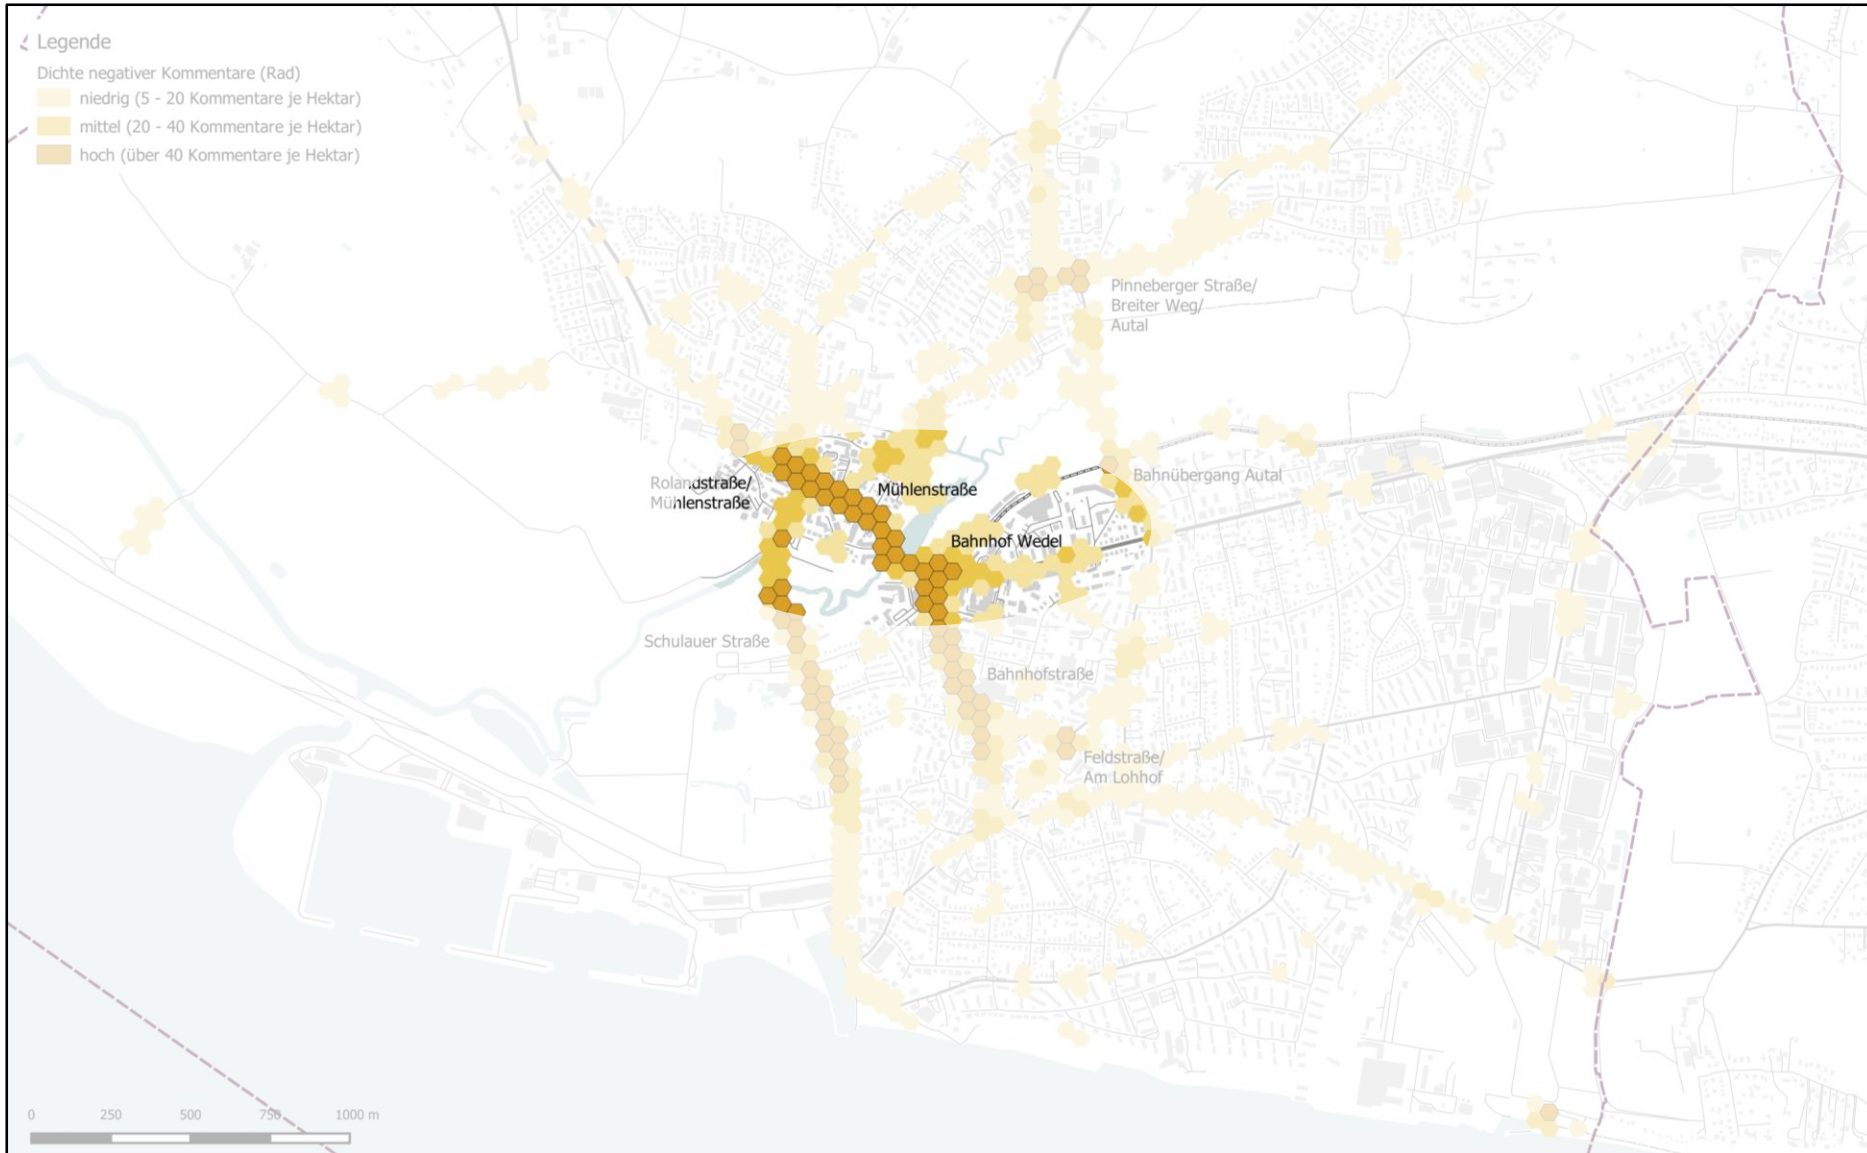 Legende
Dichte negativer Kommentare (Rad)
niedrig (5 - 20 Kommentare je Hektar)
mittel (20 - 40 Kommentare je Hektar)
hoch (über 40 Kommentare je Hektar)
Pinneberger Straße/
Breiter Weg/
Autal
Bahnübergang Autal
Rolandstraße/
Mühlenstraße
Mühlenstraße
Bahnhof Wedel
Schulauer Straße
Bahnhofstraße
Feldstraße/
Am Lohhof
0 250 500 750 1000 m